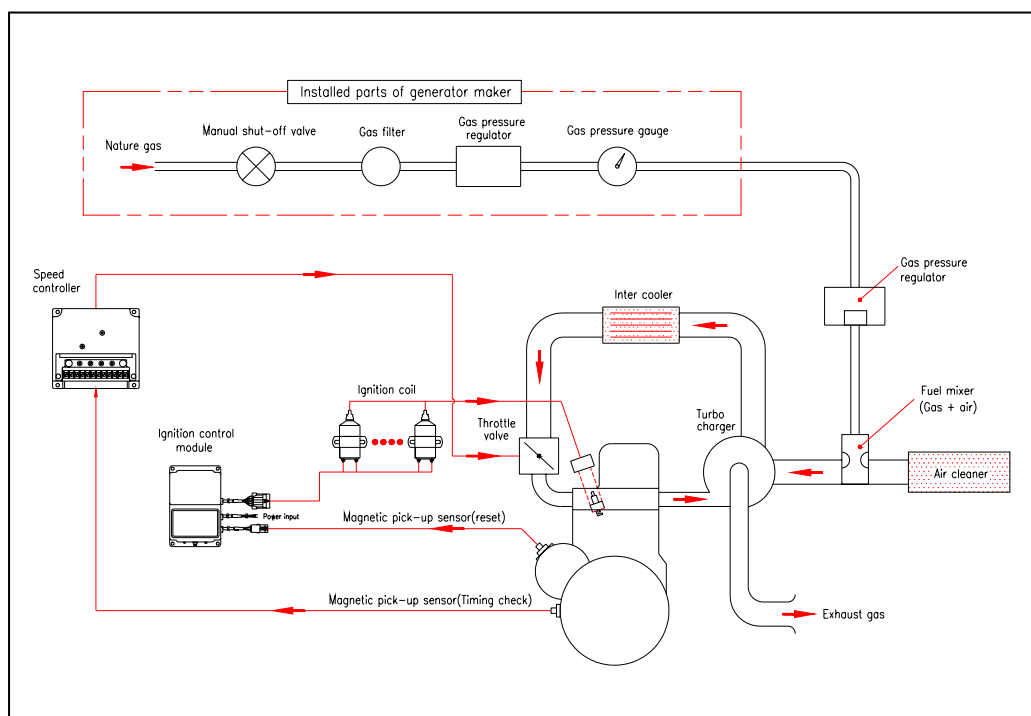 Installed parts of generator maker
Manual shut-off valve
Gas filter
Gas pressure
regulator
Gas pressure gauge
Nature gas
Speed
controller
Gas pressure
regulator
Inter cooler
Ignition coil
Throttle
valve
Turbo
charger
Fuel mixer
(Gas + air)
Ignition control
module
Air cleaner
Power input
Magnetic pick-up sensor(reset)
Magnetic pick-up sensor(Timing check)
Exhaust gas